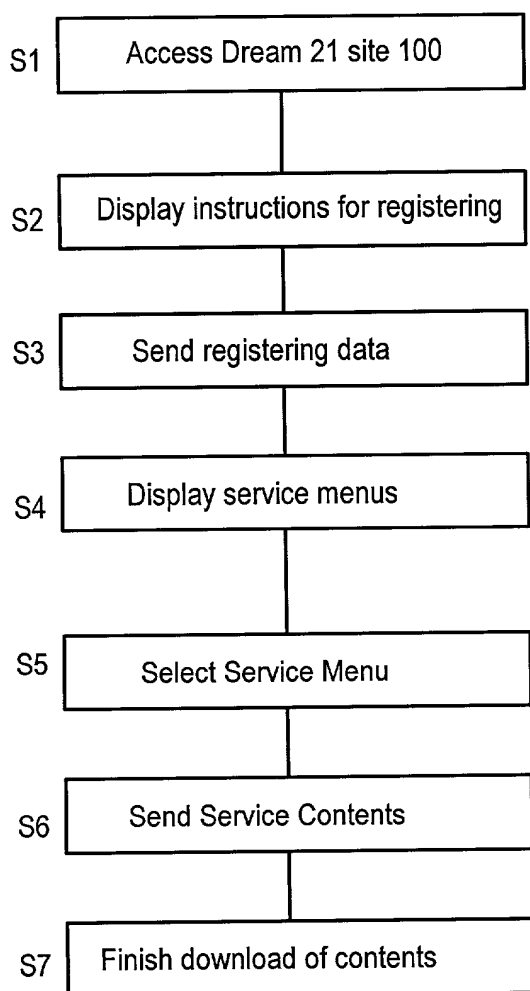 S1 Access Dream 21 site 100
S2 Display instructions for registering
S3 Send registering data
S4 Display service menus
S5 Select Service Menu
S6 Send Service Contents
S7 Finish download of contents